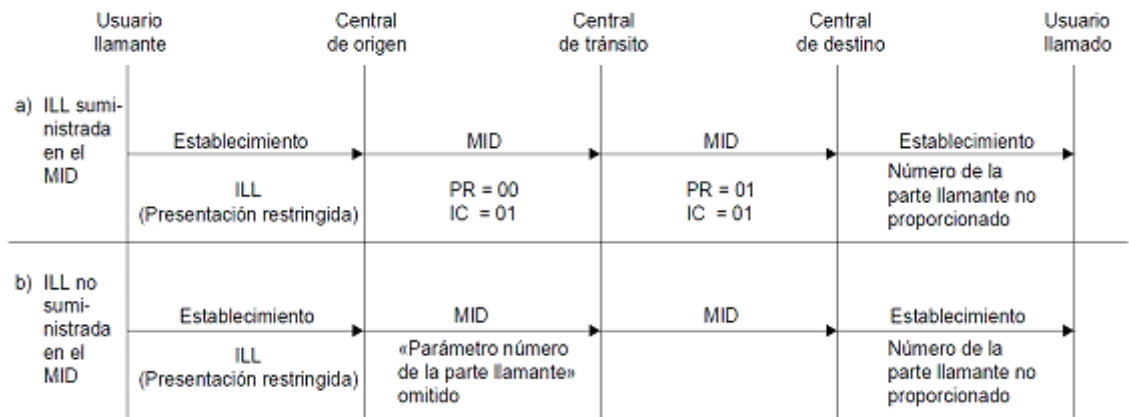 Usuario llamante
Central de origen
Central de tránsito
Central de destino
Usuario llamado
a) ILL sumi-
nistrada
en el
MID
Establecimiento
ILL
(Presentación restringida)
MID
PR = 00
IC = 01
MID
PR = 01
IC = 01
Establecimiento
Número de la
parte llamante no
proporcionado
b) ILL no
sumi-
nistrada
en el
MID
Establecimiento
ILL
(Presentación restringida)
MID
«Parámetro número
de la parte llamante»
omitido
MID
Establecimiento
Número de la
parte llamante no
proporcionado